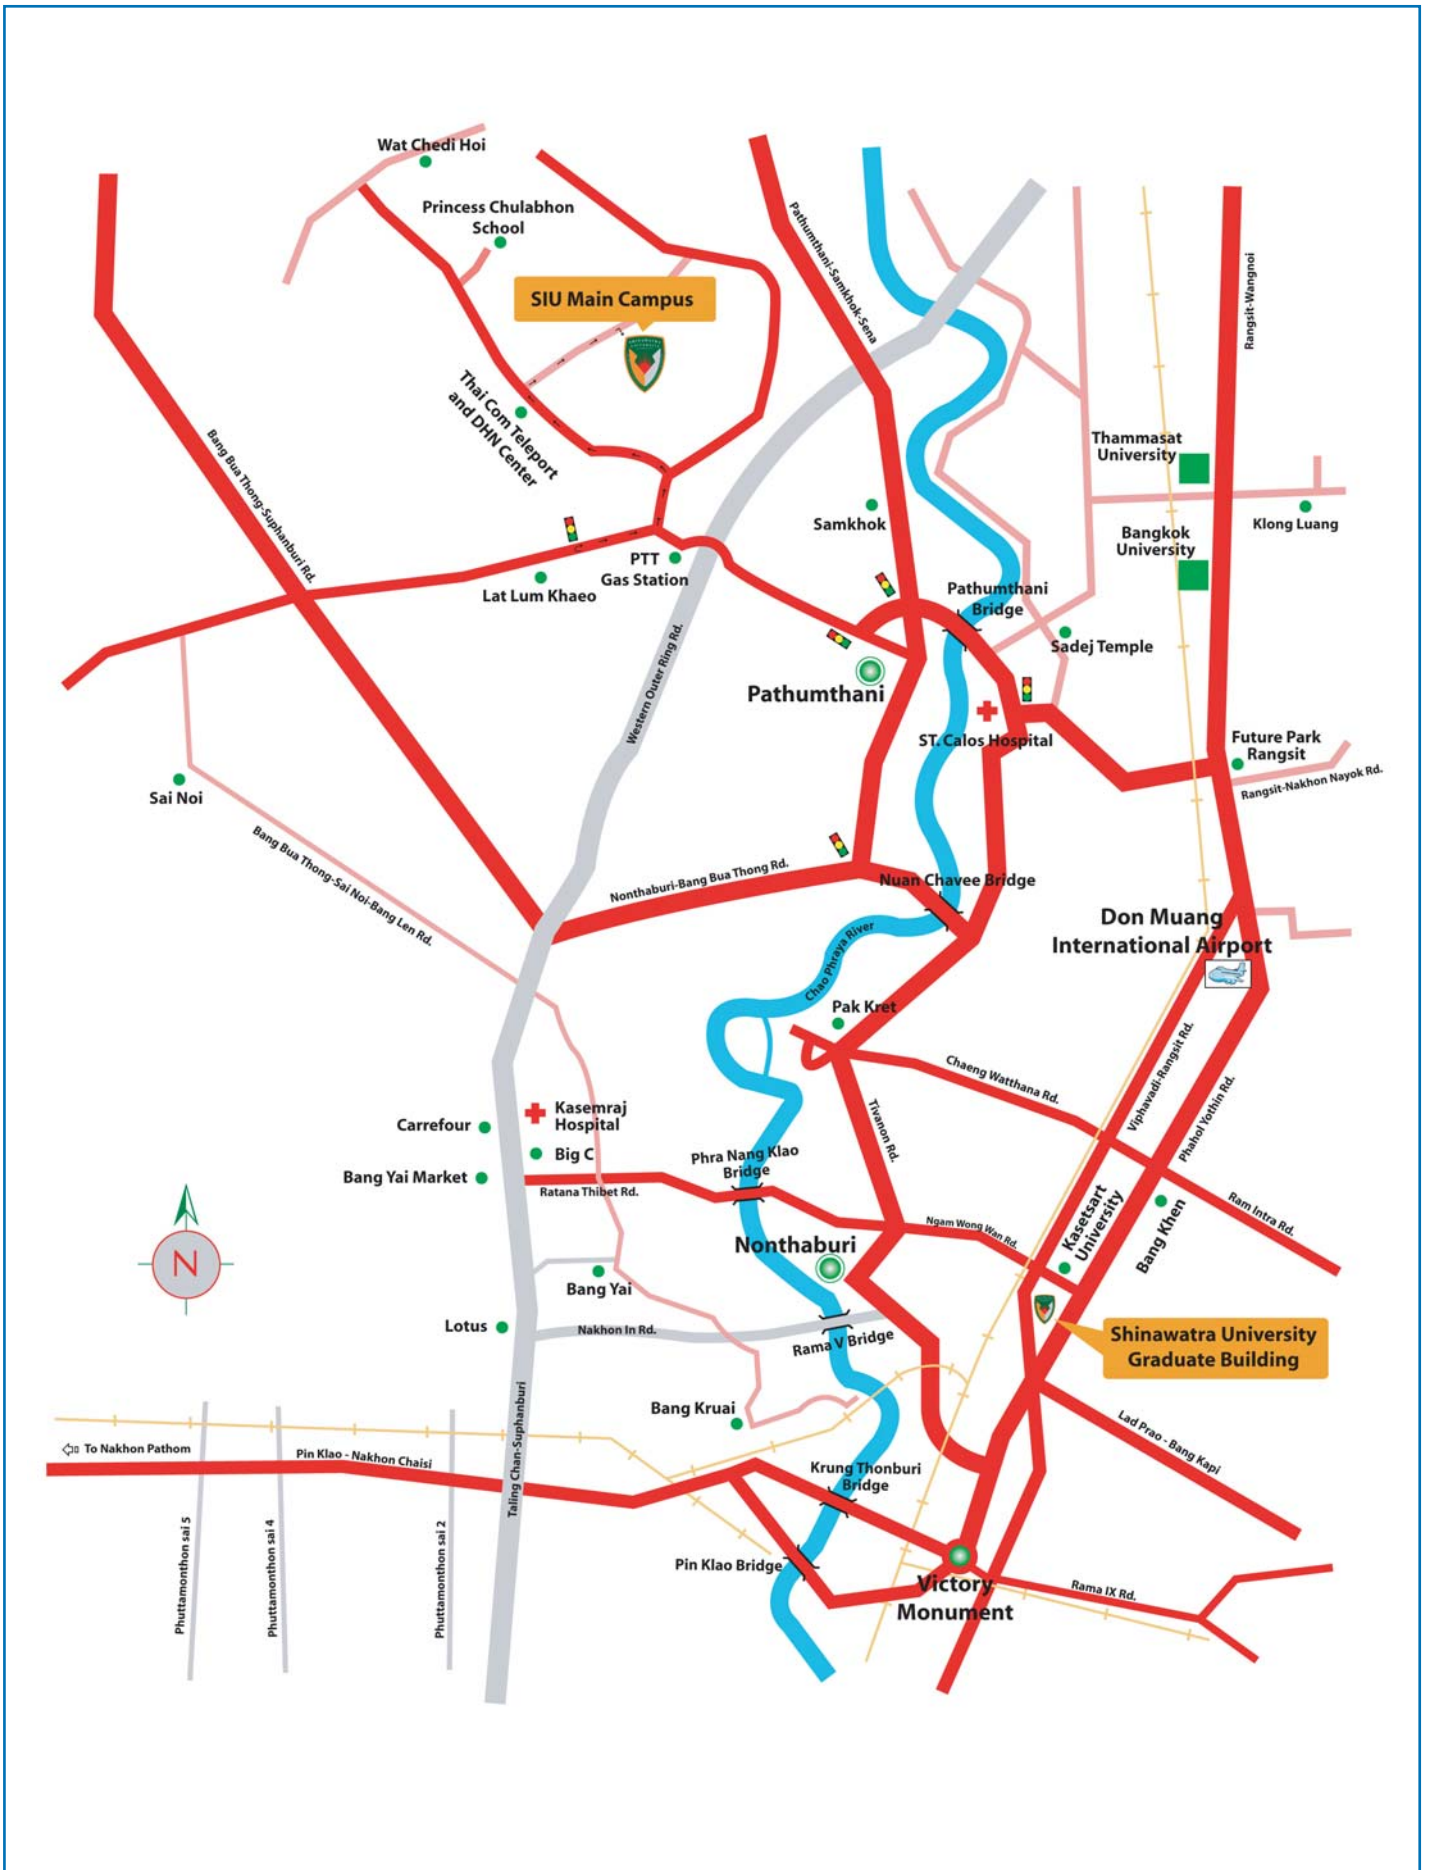 Wat Chedi Hoi
Princess Chulabhon
School
SIU Main Campus
Pathumthani-Samkhok-Sena
Rangsit-Wangnoi
Thai Com Teleport
and DHN Center
Bang Bua Thong-Suphanburi Rd.
Thammasat
University
Samkhok
Klong Luang
Bangkok
University
PTT
Gas Station
Lat Lum Khaeo
Pathumthani
Bridge
Sadej Temple
Western Outer Ring Rd.
Pathumthani
ST. Calos Hospital
Future Park
Rangsit
Rangsit-Nakhon Nayok Rd.
Sai Noi
Bang Bua Thong-Sai Noi-Bang Len Rd.
Nonthaburi-Bang Bua Thong Rd.
Nuan Chavee Bridge
Don Muang
International Airport
Chao Phraya River
Pak Kret
Chaeng Watthana Rd.
Viphavadi-Rangsit Rd.
Phahol Yothin Rd.
Tivanon Rd.
Kasemraj
Hospital
Carrefour
Big C
Bang Yai Market
Ratana Thibet Rd.
Phra Nang Klao
Bridge
Ngam Wong Wan Rd.
Kasetsart
University
Bang Khen
Ram Intra Rd.
N
Nonthaburi
Bang Yai
Lotus
Nakhon In Rd.
Rama V Bridge
Shinawatra University
Graduate Building
Bang Kruai
Lad Prao - Bang Kapi
To Nakhon Pathom
Pin Klao - Nakhon Chaisi
Taling Chan-Suphanburi
Krung Thonburi
Bridge
Phuttamonthon sai 5
Phuttamonthon sai 4
Phuttamonthon sai 2
Pin Klao Bridge
Victory
Monument
Rama IX Rd.